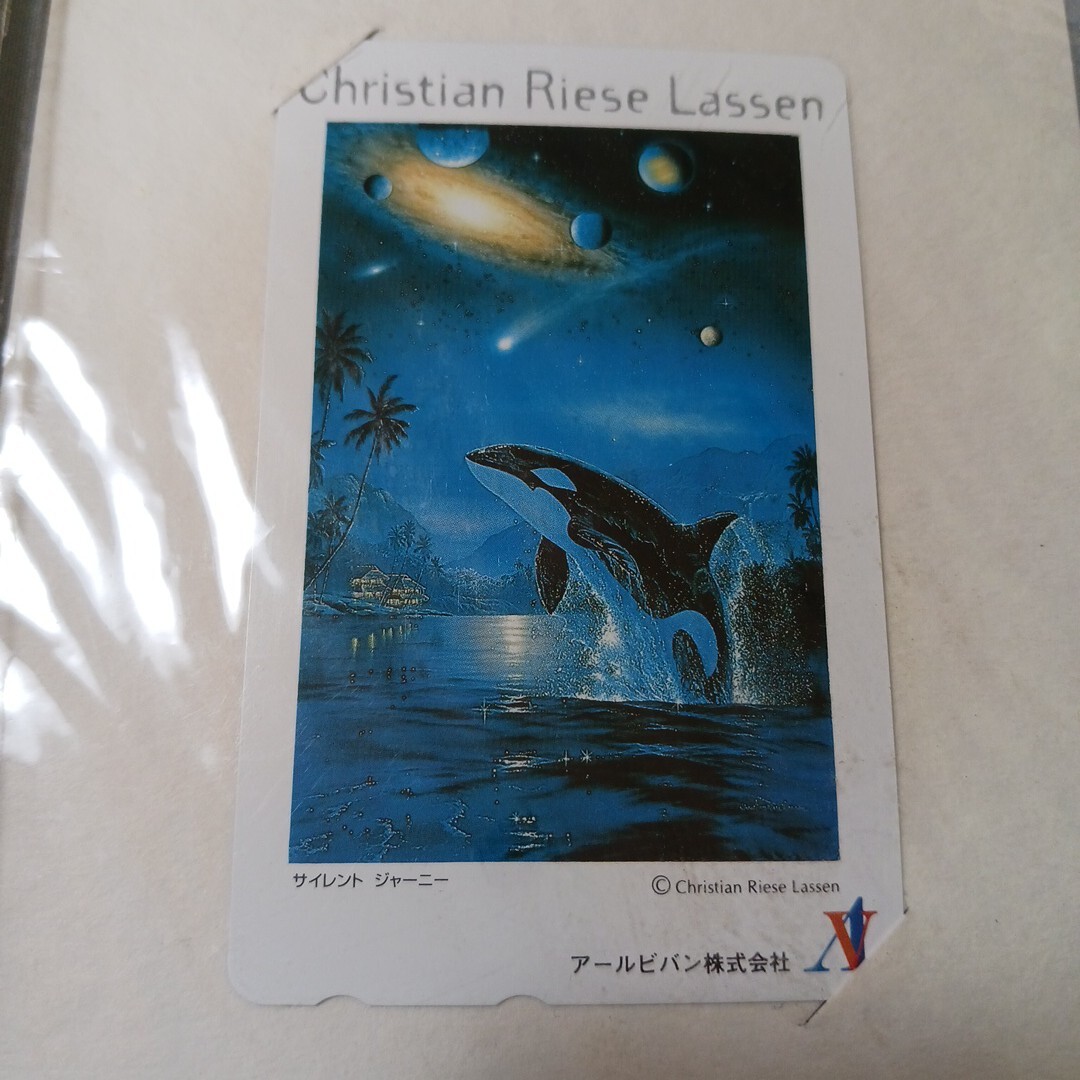 Christian Riese Lassen
サイレント ジャーニー
© Christian Riese Lassen
アールビバン株式会社